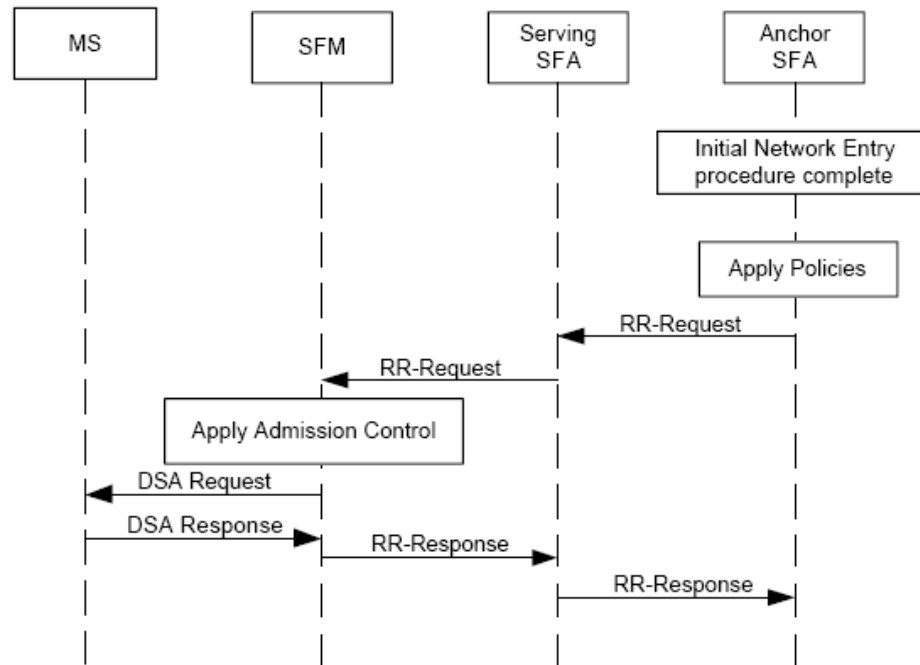 MS
SFM
Serving
SFA
Anchor
SFA
Initial Network Entry
procedure complete
Apply Policies
RR-Request
RR-Request
Apply Admission Control
DSA Request
DSA Response
RR-Response
RR-Response